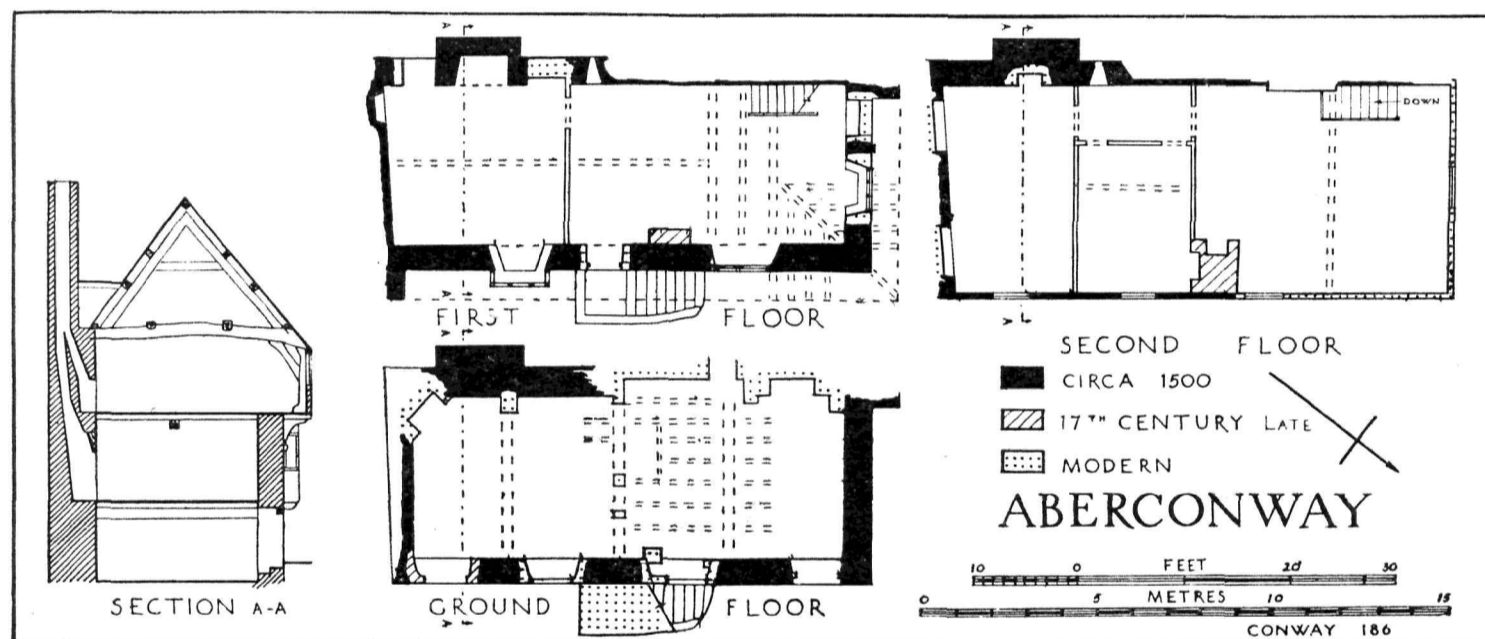 A
A
A
A
DOWN
FIRST FLOOR
A
A
SECOND FLOOR
CIRCA 1500
17TH CENTURY LATE
MODERN
ABERCONWAY
10 0 FEET 20 30
METRES
0 5 10 15
CONWAY 186
SECTION A-A
GROUND FLOOR
A